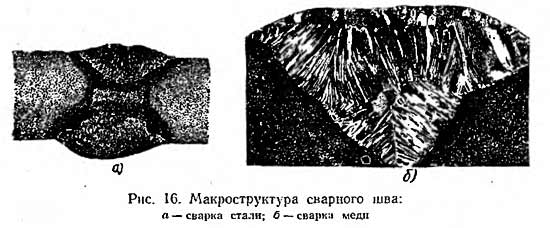 а)
б)
Рис. 16. Макроструктура сварного шва:
а — сварка стали; б — сварка меди